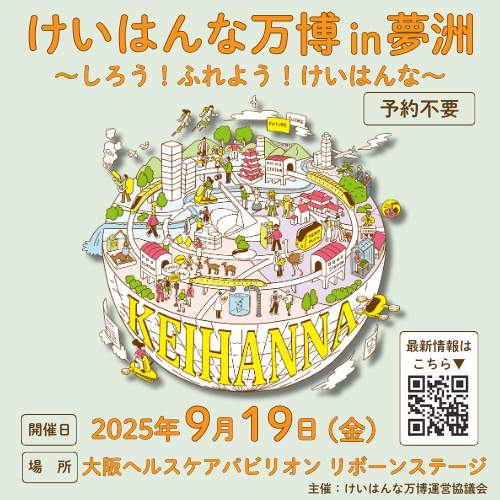 けいはんな万博in夢洲
～しろう！ふれよう！けいはんな～
予約不要
KEIHANNA
最新情報は
こちら▼
開催日 2025年9月19日（金）
場 所 大阪ヘルスケアパビリオン リボーンステージ
主催：けいはんな万博運営協議会